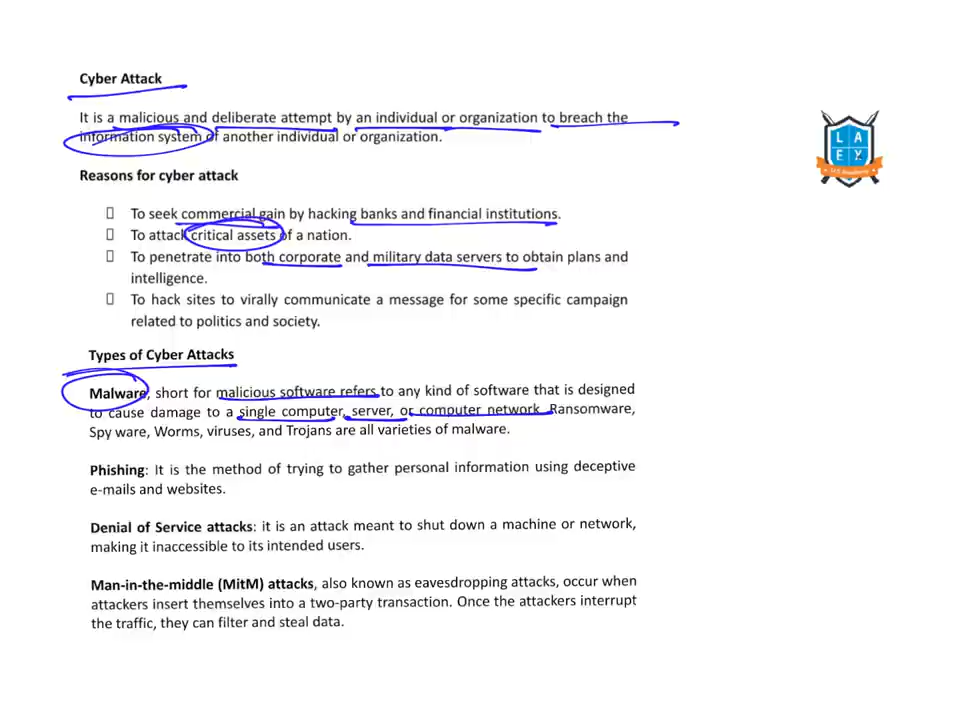 Cyber Attack
It is a malicious and deliberate attempt by an individual or organization to breach the
information system of another individual or organization.
Reasons for cyber attack
To seek commercial gain by hacking banks and financial institutions.
To attack critical assets of a nation.
To penetrate into both corporate and military data servers to obtain plans and
intelligence.
To hack sites to virally communicate a message for some specific campaign
related to politics and society.
Types of Cyber Attacks
Malware, short for malicious software refers to any kind of software that is designed
to cause damage to a single computer, server, or computer network. Ransomware,
Spy ware, Worms, viruses, and Trojans are all varieties of malware.
Phishing: It is the method of trying to gather personal information using deceptive
e-mails and websites.
Denial of Service attacks: it is an attack meant to shut down a machine or network,
making it inaccessible to its intended users.
Man-in-the-middle (MitM) attacks, also known as eavesdropping attacks, occur when
attackers insert themselves into a two-party transaction. Once the attackers interrupt
the traffic, they can filter and steal data.
L A
E X